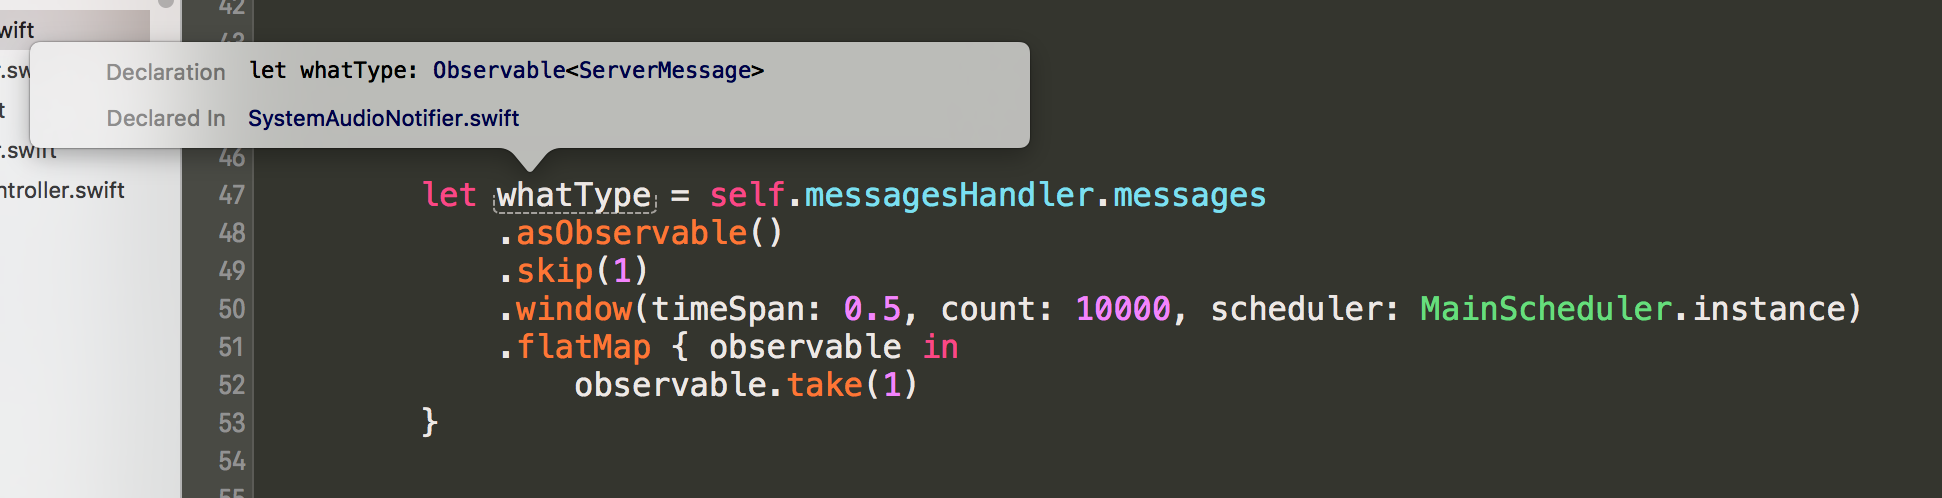 42
wift
Declaration let whatType: Observable<ServerMessage>
Declared In SystemAudioNotifier.swift
r.swift
46
ntroller.swift
47 let whatType = self.messagesHandler.messages
48 .asObservable()
49 .skip(1)
50 .window(timeSpan: 0.5, count: 10000, scheduler: MainScheduler.instance)
51 .flatMap { observable in
52 observable.take(1)
53 }
54
55